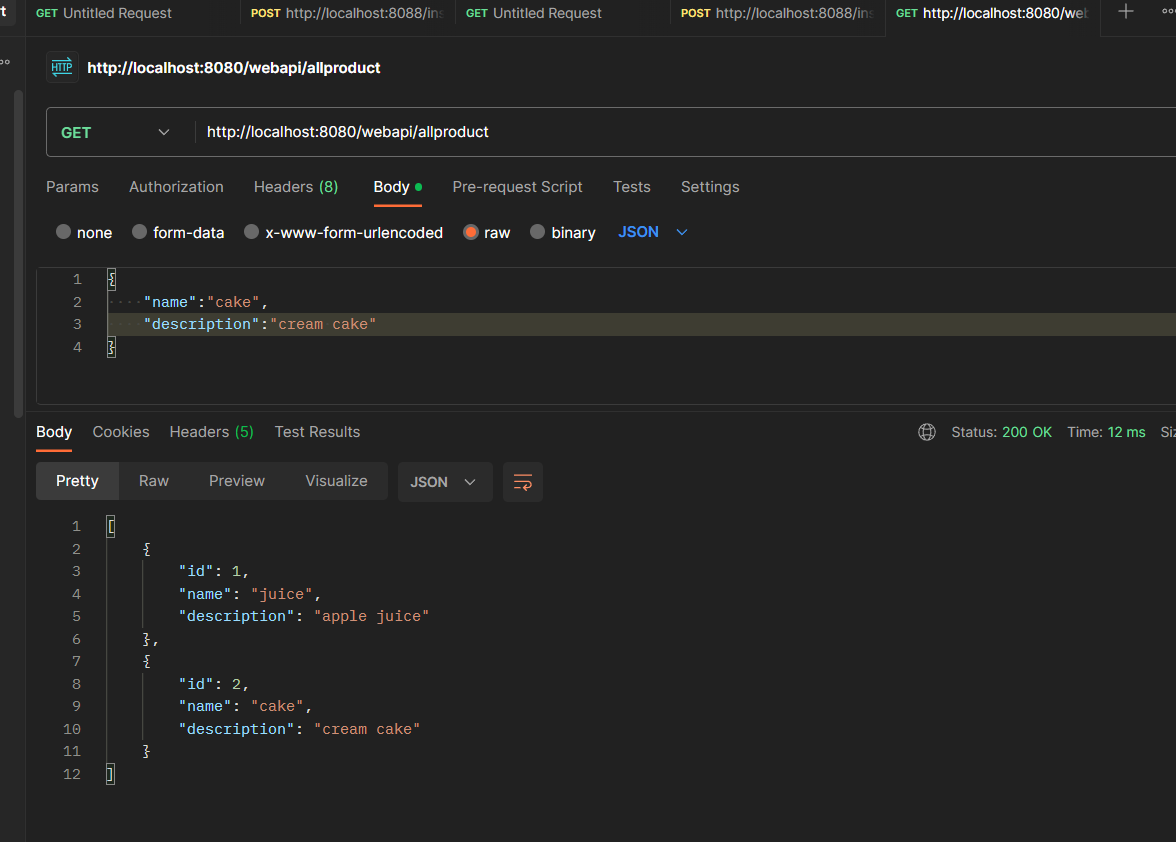 t
GET Untitled Request POST http://localhost:8088/ins GET Untitled Request POST http://localhost:8088/ins GET http://localhost:8080/web
HTTP http://localhost:8080/webapi/allproduct
GET http://localhost:8080/webapi/allproduct
Params Authorization Headers (8) Body Pre-request Script Tests Settings
none form-data x-www-form-urlencoded raw binary JSON
1 {
2 "name":"cake",
3 "description":"cream cake"
4 }
Body Cookies Headers (5) Test Results Status: 200 OK Time: 12 ms Siz
Pretty Raw Preview Visualize JSON
1 [
2 {
3 "id": 1,
4 "name": "juice",
5 "description": "apple juice"
6 },
7 {
8 "id": 2,
9 "name": "cake",
10 "description": "cream cake"
11 }
12 ]